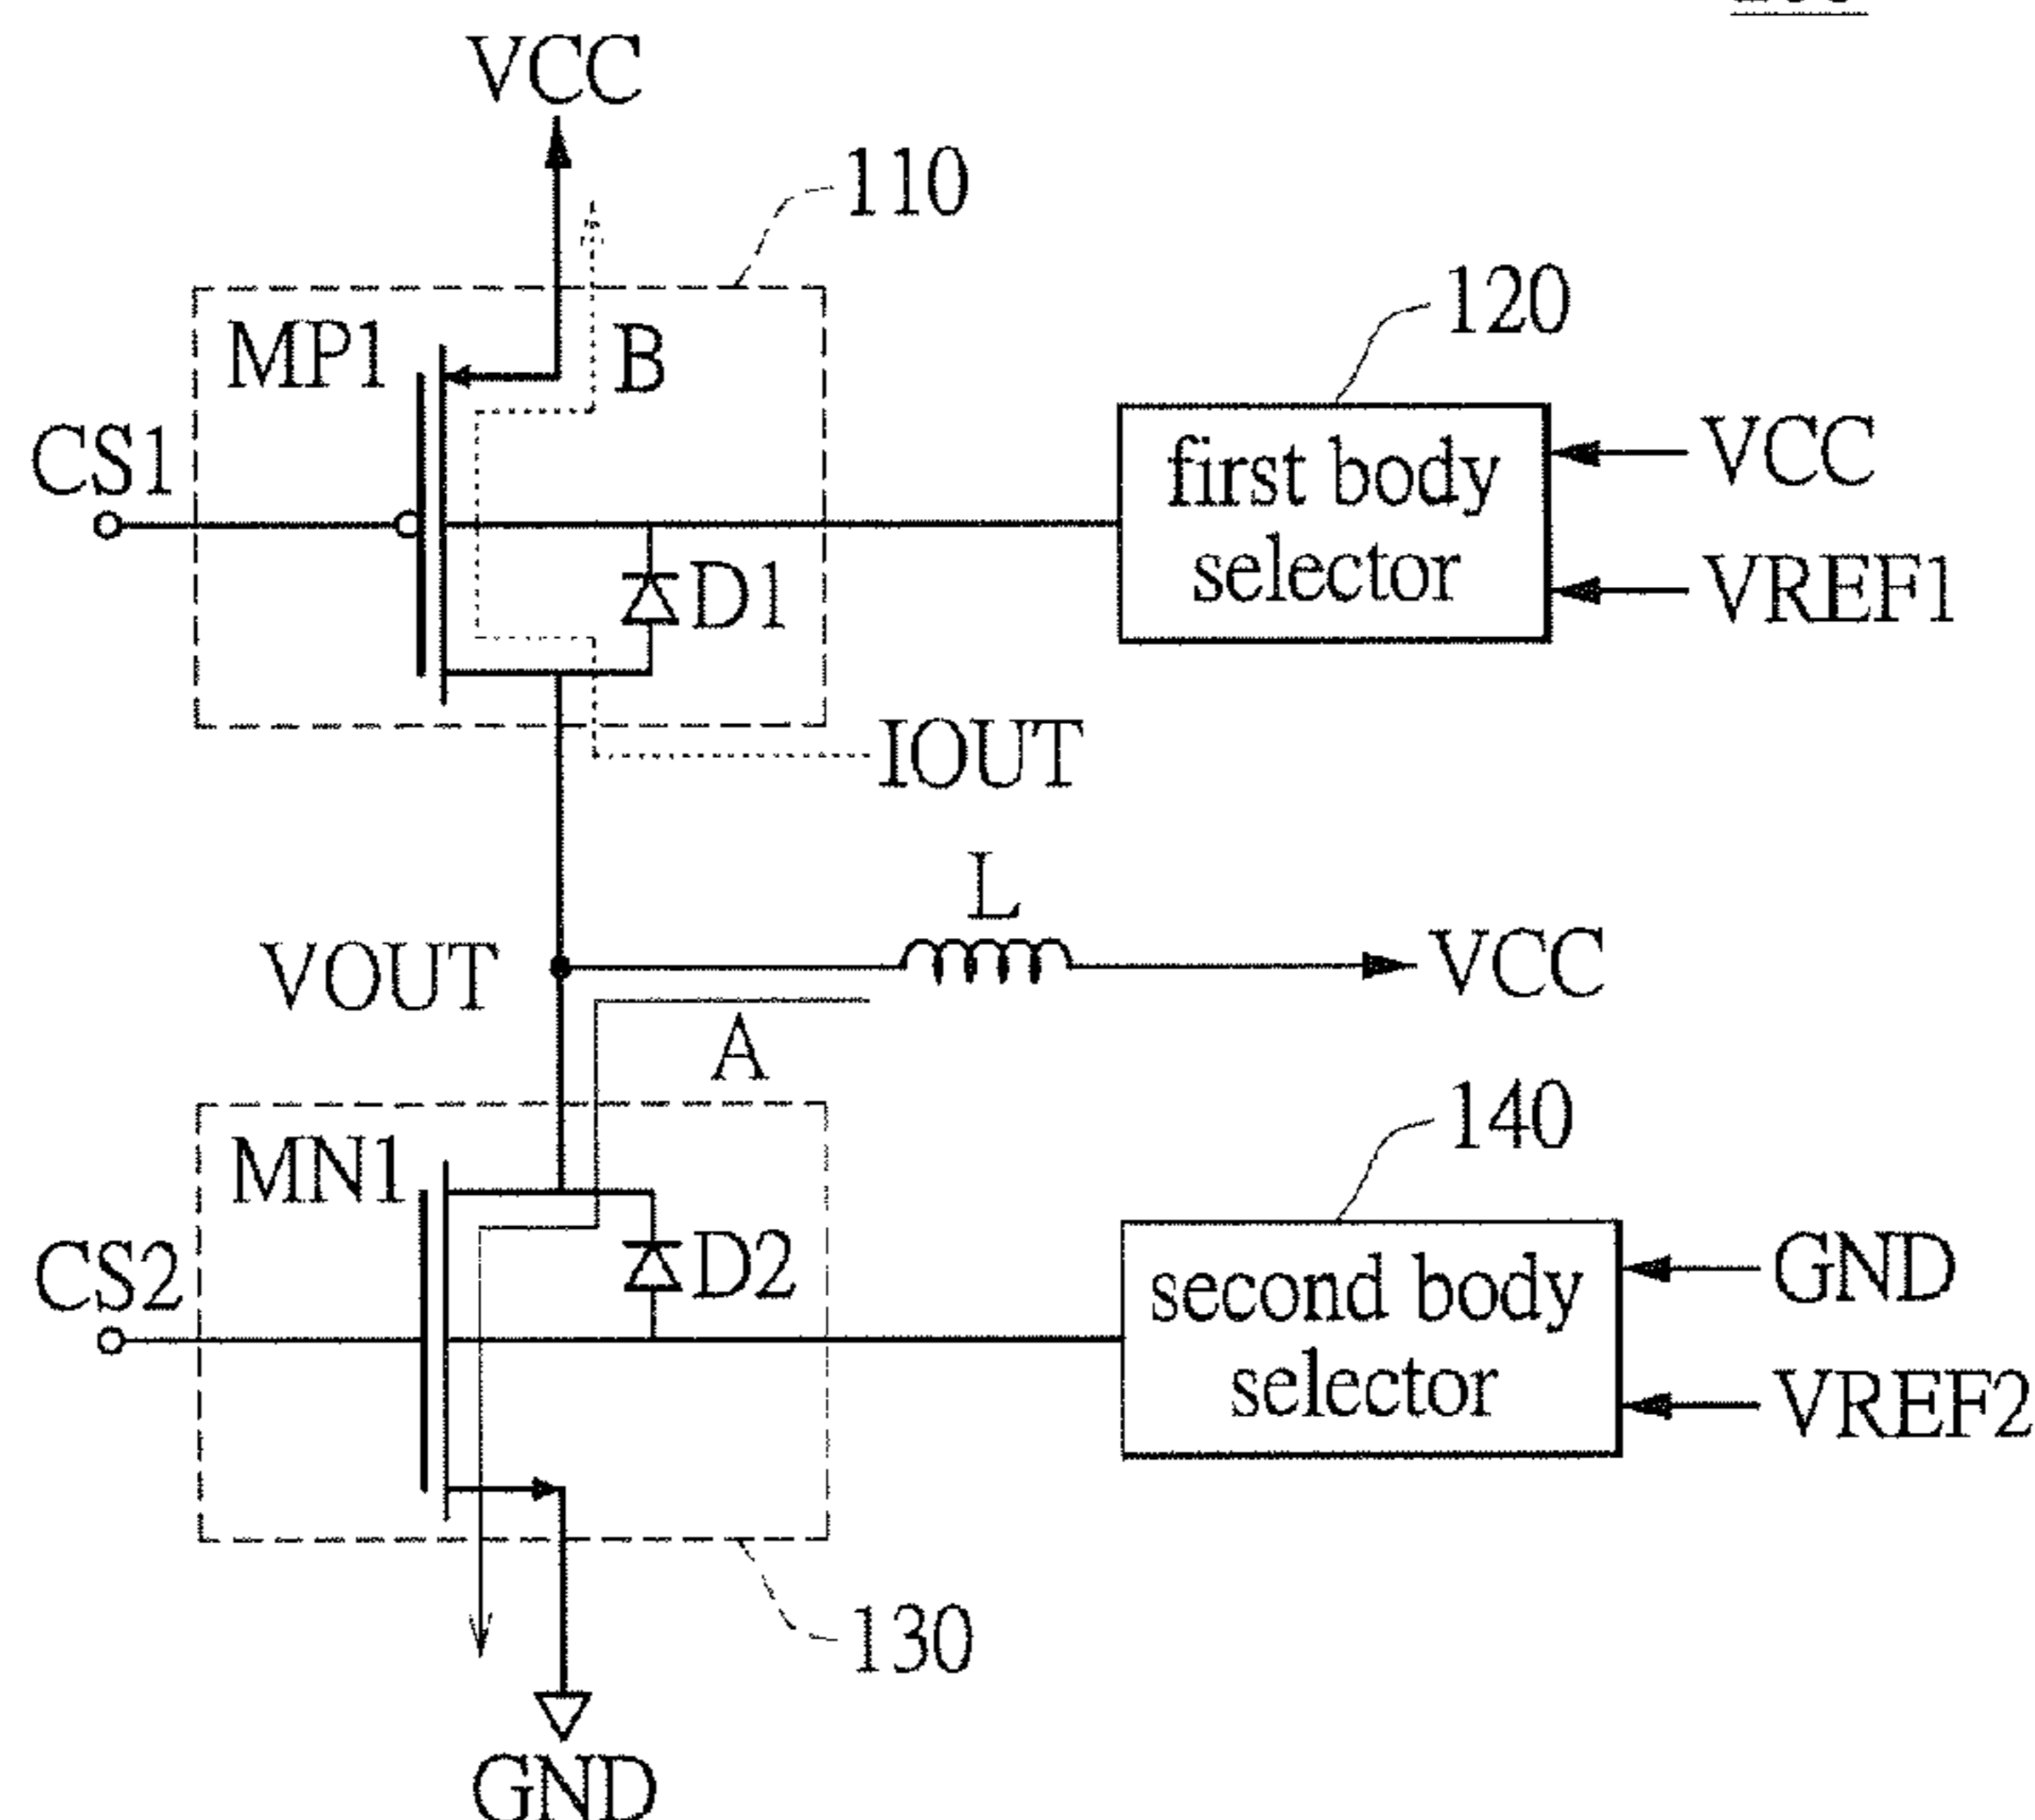 VCC
110
MP1
B
120
CS1
first body
selector
VCC
VREF1
D1
IOUT
L
VOUT
VCC
A
140
MN1
CS2
D2
second body
selector
GND
VREF2
130
GND